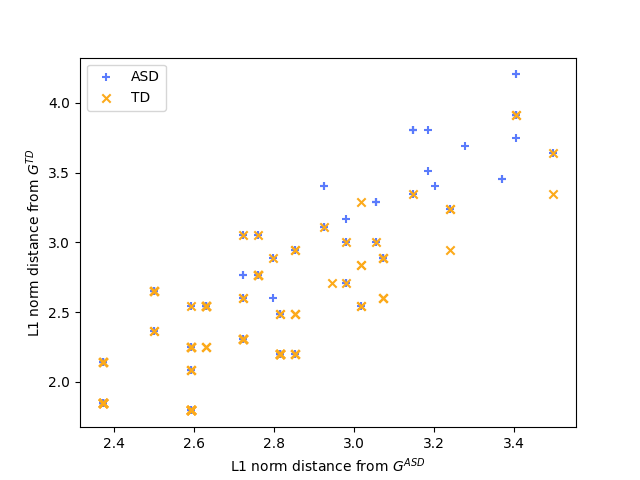 ASD
TD
4.0
3.5
3.0
2.5
2.0
L1 norm distance from G^{TD}
2.4 2.6 2.8 3.0 3.2 3.4
L1 norm distance from G^{ASD}